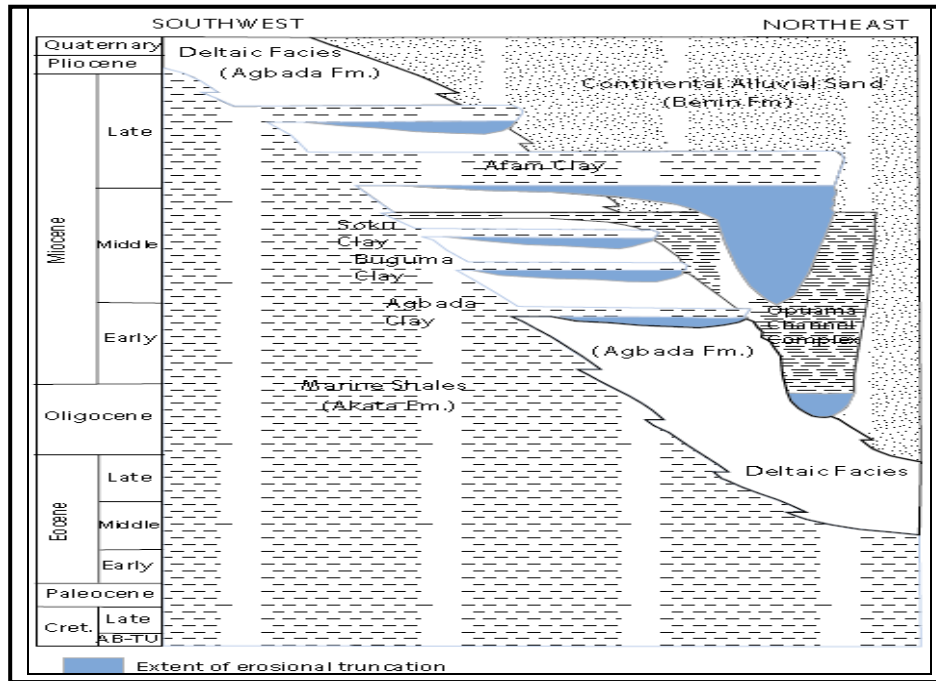 SOUTHWEST
NORTHEAST
Quaternary
Pliocene
Miocene
Late
Middle
Early
Oligocene
Eocene
Late
Middle
Early
Paleocene
Cret.
Late
AB-TU
Deltaic Facies
(Agbada Fm.)
Continental Alluvial Sand
(Benin Fm)
Afam Clay
Soku
Clay
Buguma
Clay
Agbada
Clay
Opuama
Channel
Complex
(Agbada Fm.)
Marine Shales
(Akata Fm.)
Deltaic Facies
Extent of erosional truncation